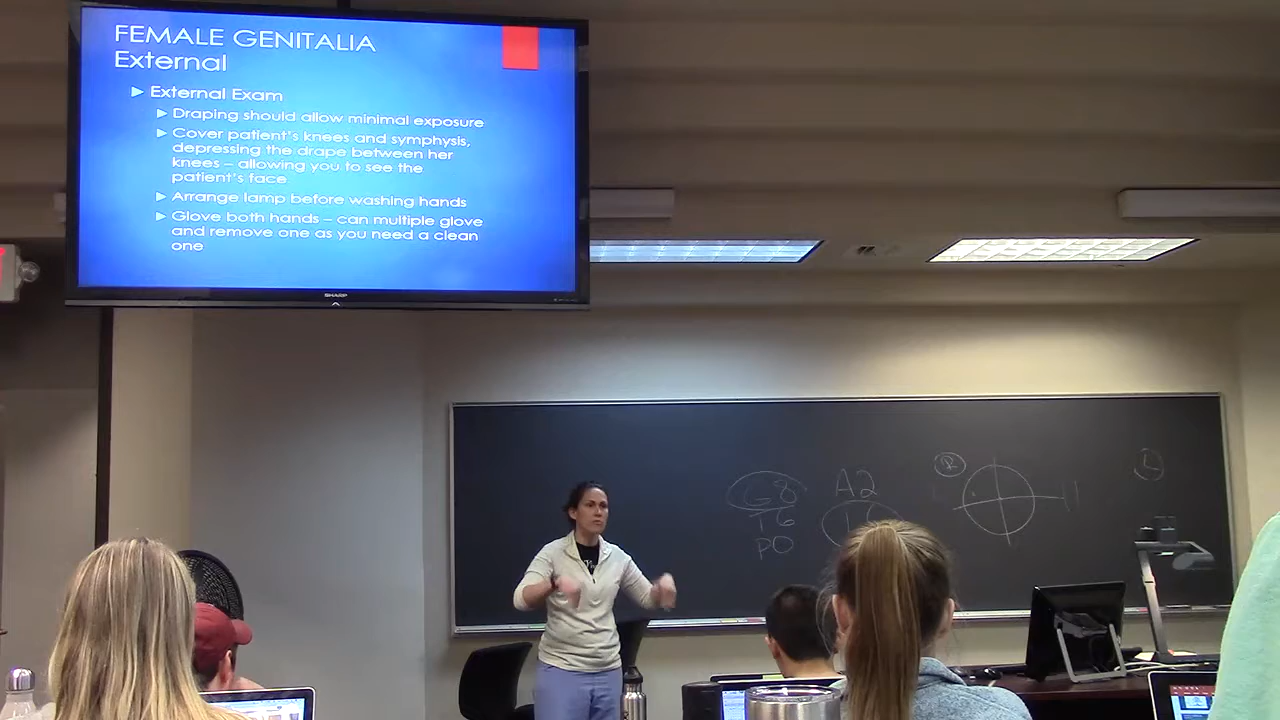 FEMALE GENITALIA
External
External Exam
Draping should allow minimal exposure
Cover patient's knees and symphysis,
depressing the drape between her
knees – allowing you to see the
patient's face
Arrange lamp before washing hands
Glove both hands – can multiple glove
and remove one as you need a clean
one
SHARP
G8 A2
T6
P0
R
L